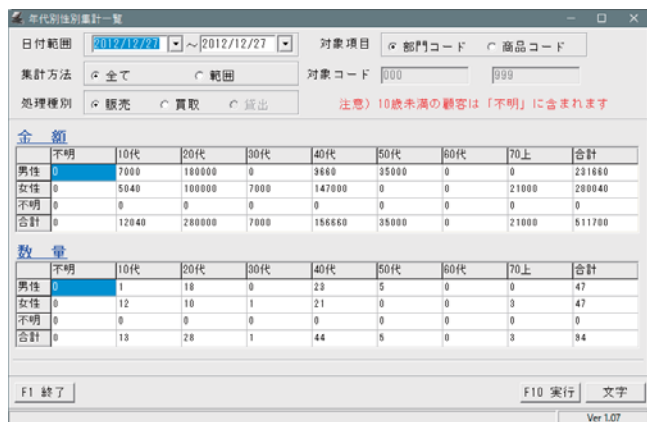 年代別性別集計一覧
日付範囲 2012/12/27 ～ 2012/12/27 対象項目 部門コード 商品コード
集計方法 全て 範囲 対象コード 000 999
処理種別 販売 買取 貸出 注意）10歳未満の顧客は「不明」に含まれます
金 額
不明 10代 20代 30代 40代 50代 60代 70上 合計
男性 0 7000 180000 0 9660 35000 0 0 231660
女性 0 5040 100000 7000 147000 0 0 21000 280040
不明 0 0 0 0 0 0 0 0 0
合計 0 12040 280000 7000 156660 35000 0 21000 511700
数 量
不明 10代 20代 30代 40代 50代 60代 70上 合計
男性 0 1 18 0 23 5 0 0 47
女性 0 12 10 1 21 0 0 3 47
不明 0 0 0 0 0 0 0 0 0
合計 0 13 28 1 44 5 0 3 94
F1 終了 F10 実行 文字
Ver 1.07